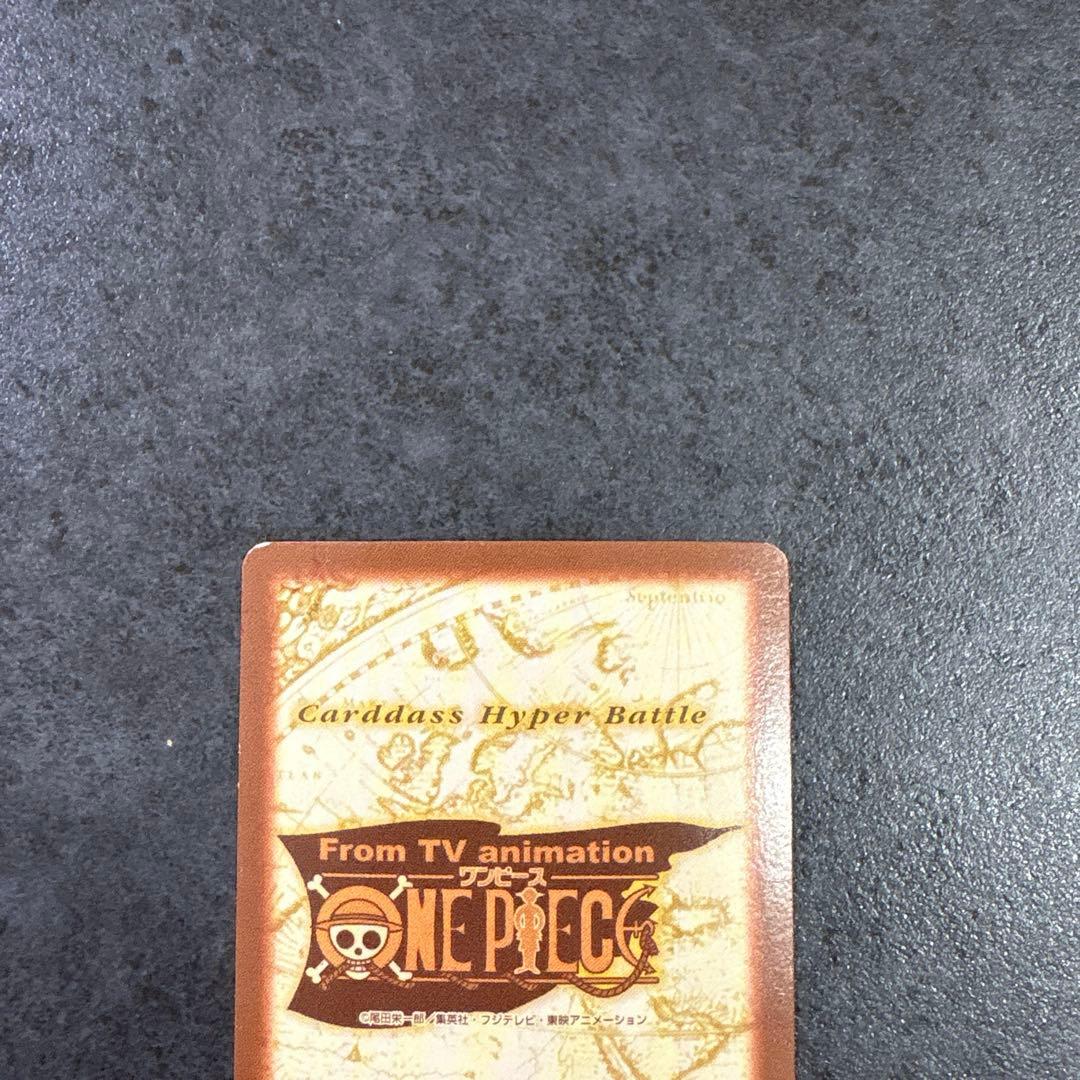 Septentrio
Carddass Hyper Battle
From TV animation
ワンピース
ONE PIECE
©尾田栄一郎/集英社・フジテレビ・東映アニメーション